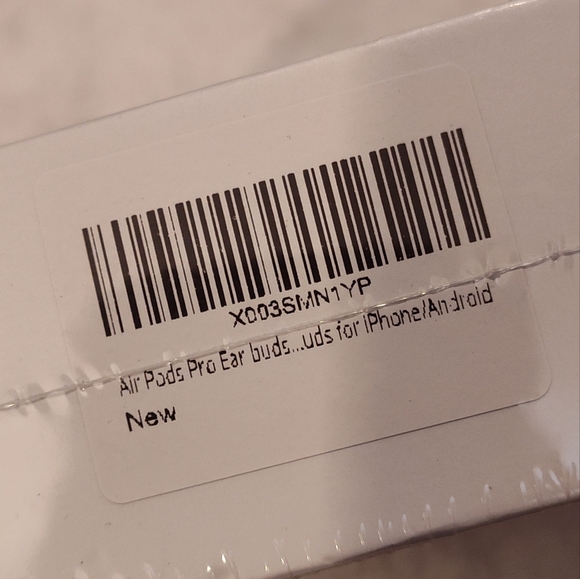 X003SMN1YP
Air Pods Pro Ear buds...uds for iPhone/Android
New